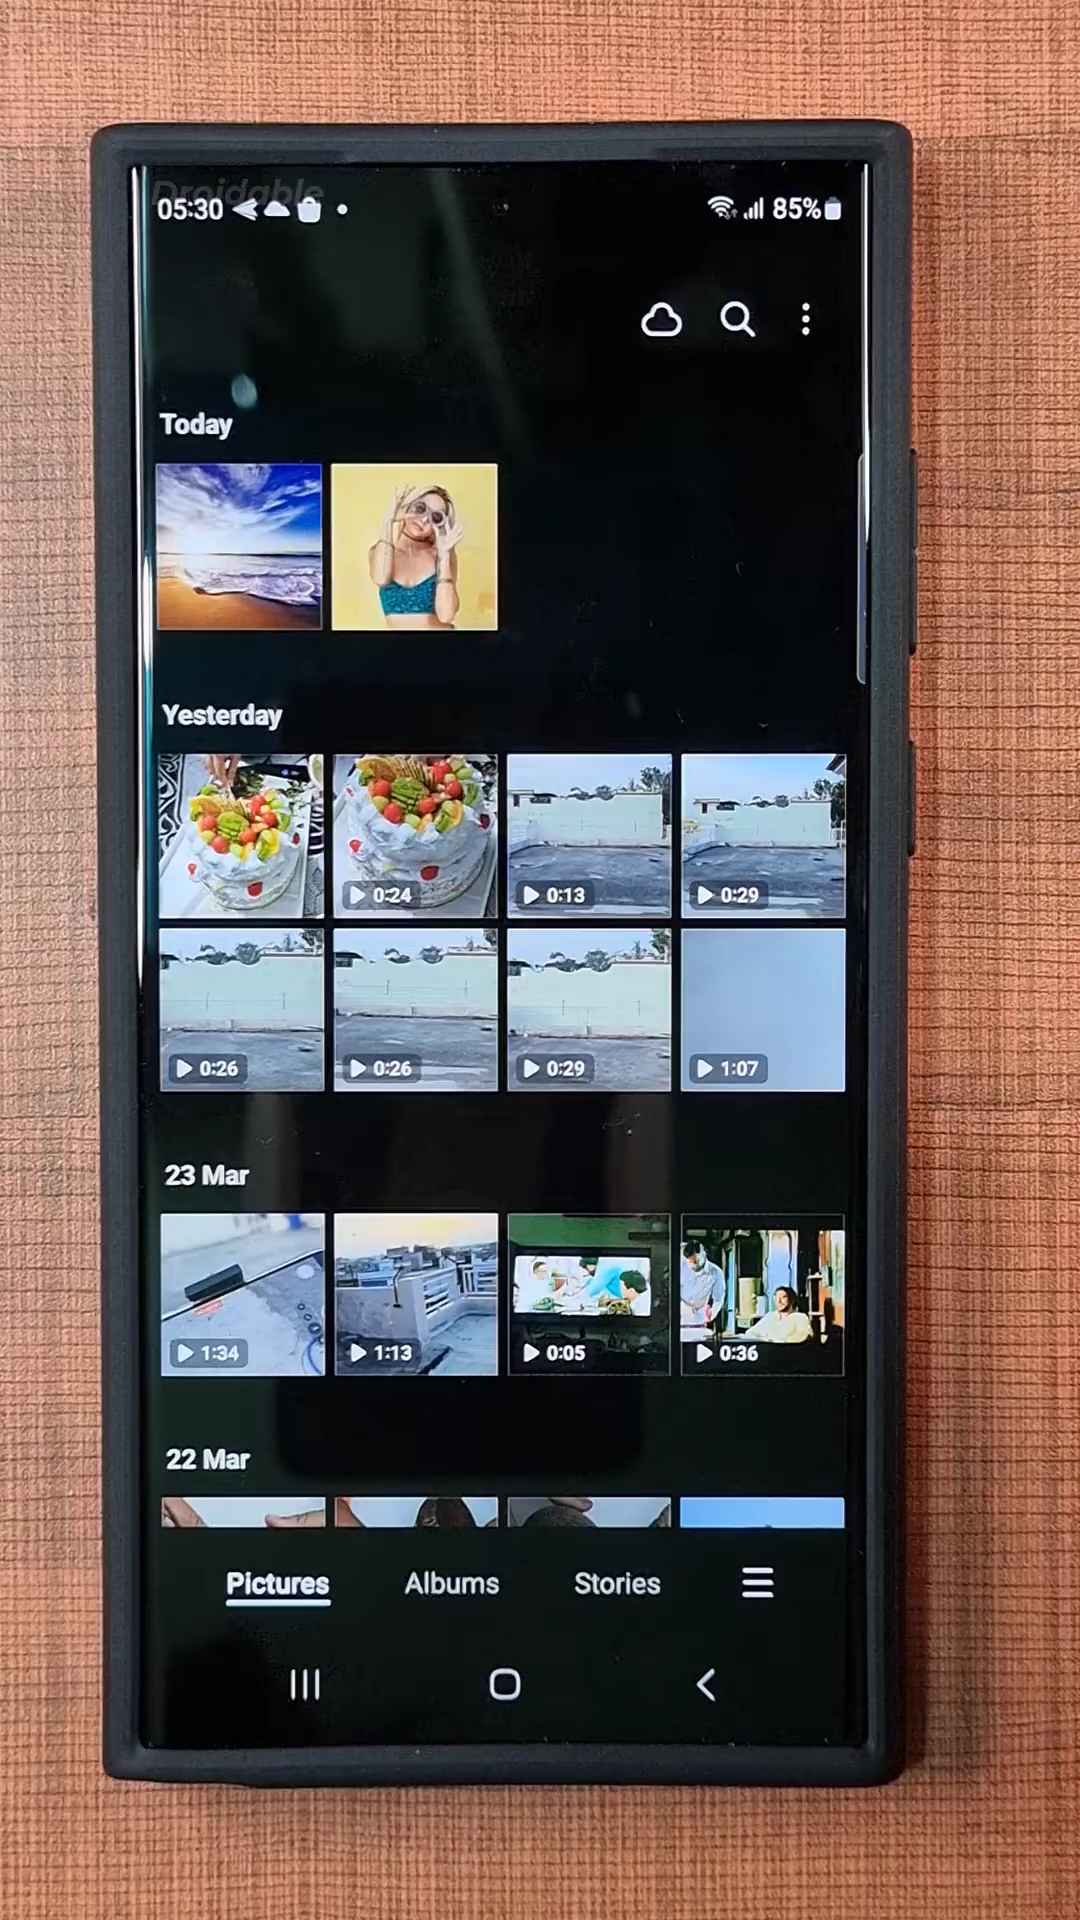 Droidable
05:30
85%
Today
Yesterday
0:24
0:13
0:29
0:26
0:26
0:29
1:07
23 Mar
1:34
1:13
0:05
0:36
22 Mar
Pictures Albums Stories